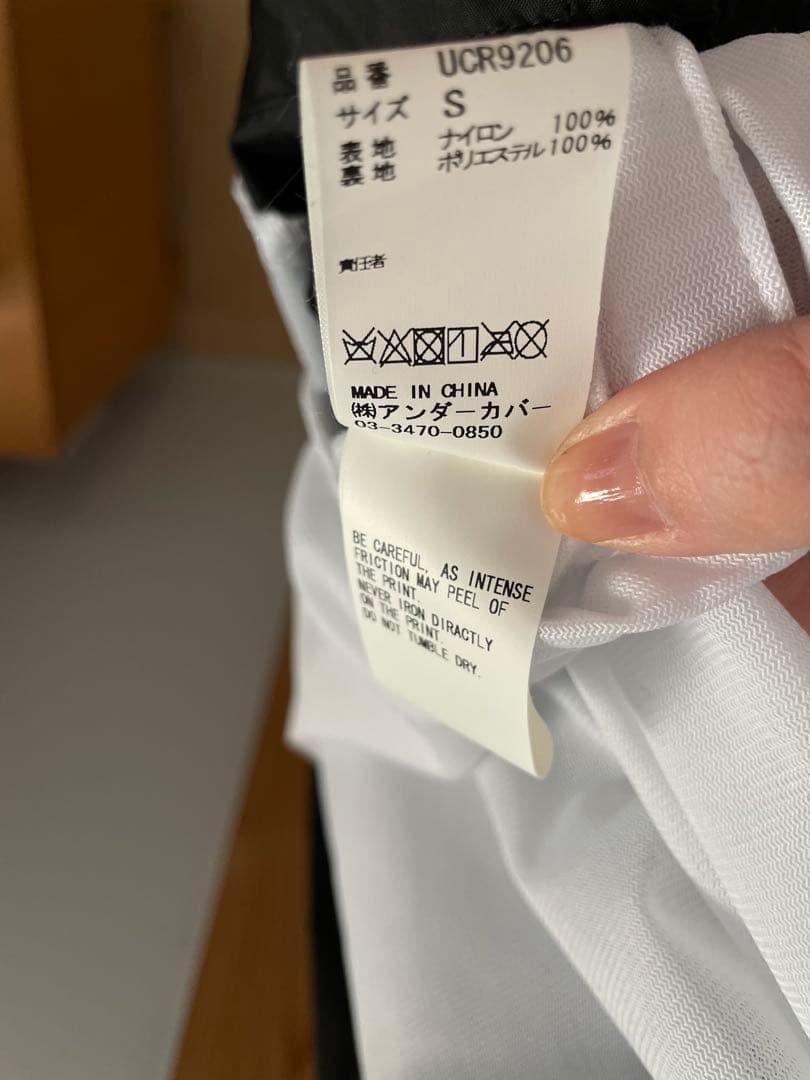 品番 UCR9206
サイズ S
表地 ナイロン 100%
裏地 ポリエステル 100%
責任者
MADE IN CHINA
(株)アンダーカバー
03-3470-0850
BE CAREFUL, AS INTENSE
FRICTION MAY PEEL OF
THE PRINT.
NEVER IRON DIRACTLY
ON THE PRINT.
DO NOT TUMBLE DRY.